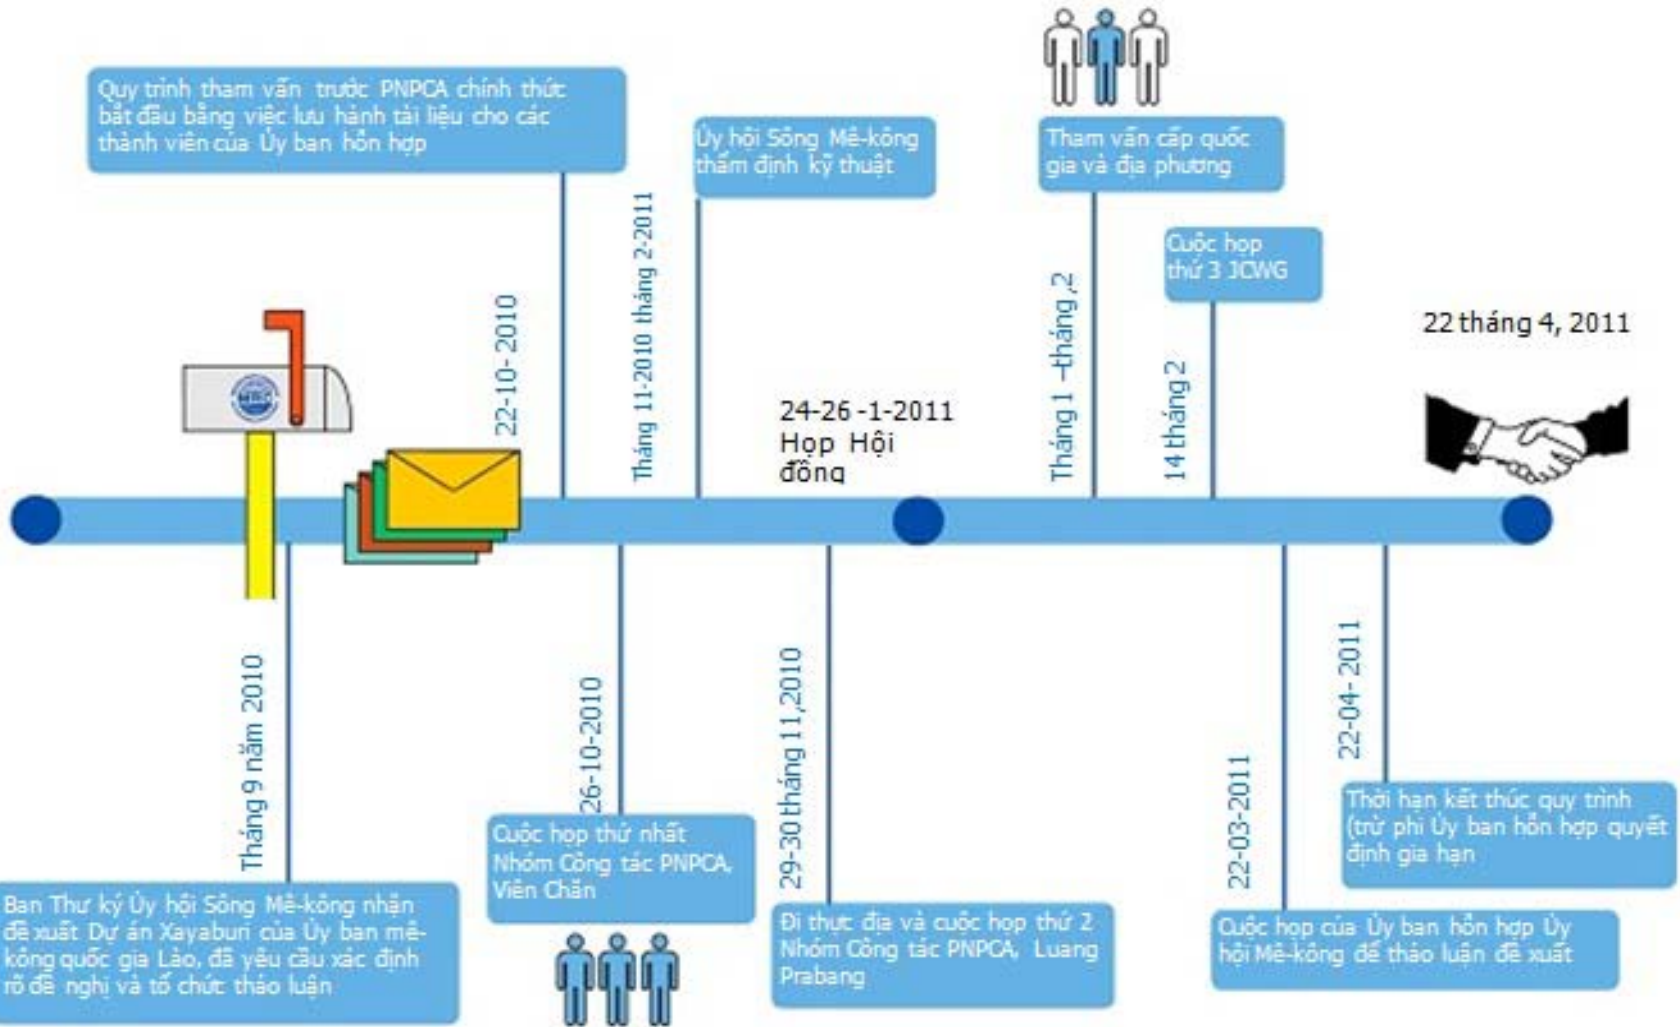 Quy trình tham vấn trước PNPCA chính thức
bắt đầu bằng việc lưu hành tài liệu cho các
thành viên của Ủy ban hỗn hợp
22-10- 2010
Tháng 11-2010 tháng 2-2011
Ủy hội Sông Mê-kông
thẩm định kỹ thuật
24-26 -1-2011
Họp Hội
đồng
Tham vấn cấp quốc
gia và địa phương
Tháng 1 –tháng ,2
Cuộc họp
thứ 3 JCWG
14 tháng 2
22 tháng 4, 2011
MRC
Tháng 9 năm 2010
Ban Thư ký Ủy hội Sông Mê-kông nhận
đề xuất Dự án Xayaburi của Ủy ban mê-
kông quốc gia Lào, đã yêu cầu xác định
rõ đề nghị và tổ chức thảo luận
26-10-2010
Cuộc họp thứ nhất
Nhóm Công tác PNPCA,
Viên Chăn
29-30 tháng 11,2010
Đi thực địa và cuộc họp thứ 2
Nhóm Công tác PNPCA, Luang
Prabang
22-03-2011
Cuộc họp của Ủy ban hỗn hợp Ủy
hội Mê-kông để thảo luận đề xuất
22-04- 2011
Thời hạn kết thúc quy trình
(trừ phi Ủy ban hỗn hợp quyết
định gia hạn